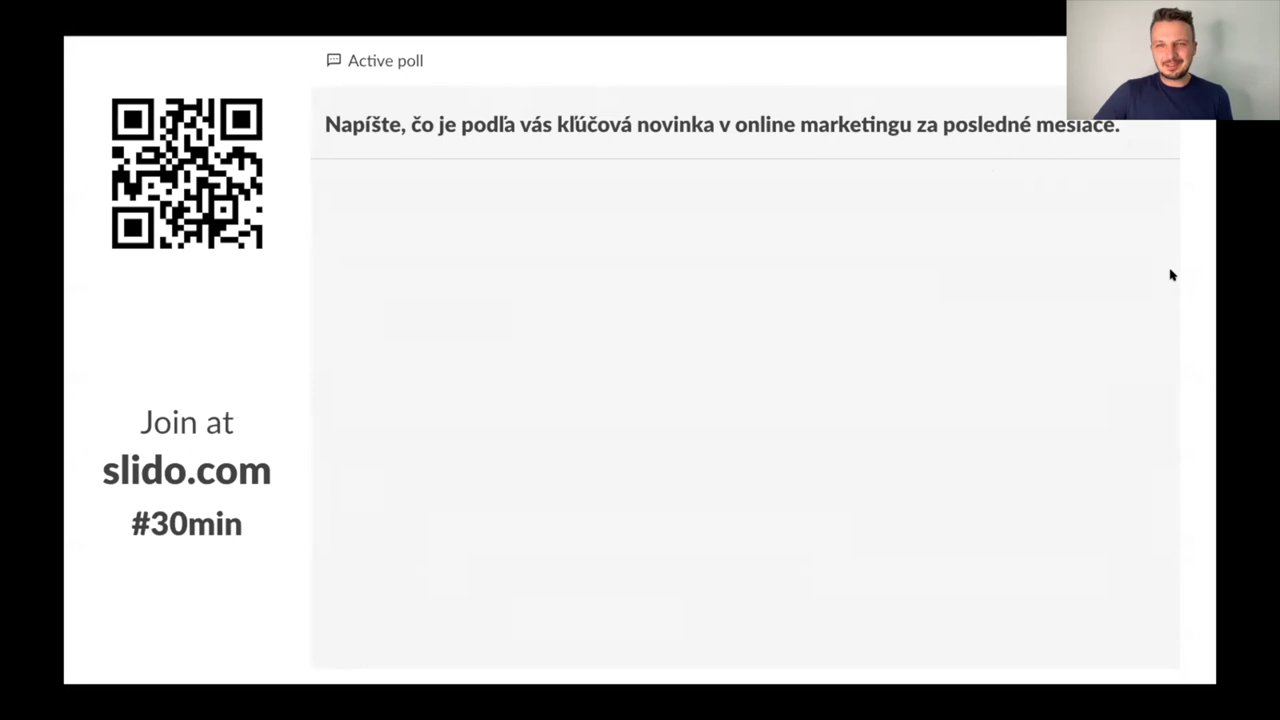 Active poll
Napíšte, čo je podľa vás kľúčová novinka v online marketingu za posledné mesiace.
Join at
slido.com
#30min